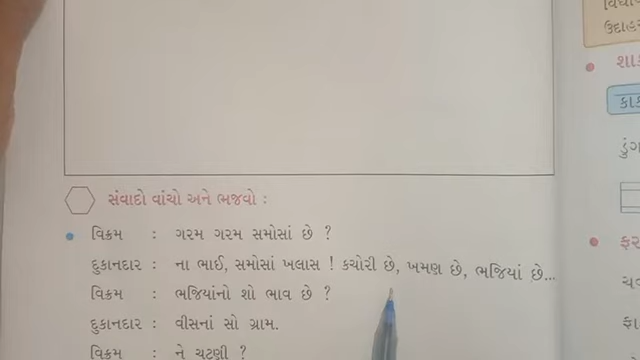 સંવાદો વાંચો અને ભજવો :
વિક્રમ : ગરમ ગરમ સમોસાં છે ?
દુકાનદાર : ના ભાઈ, સમોસાં ખલાસ ! કચોરી છે, ખમણ છે, ભજિયાં છે...
વિક્રમ : ભજિયાંનો શો ભાવ છે ?
દુકાનદાર : વીસનાં સો ગ્રામ.
વિક્રમ : ને ચટણી ?